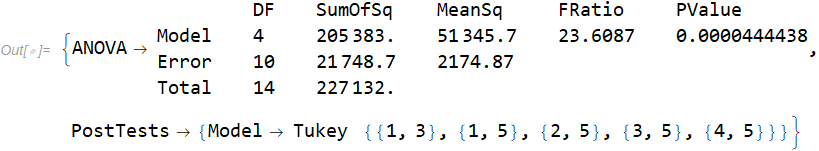 DF SumOfSq MeanSq FRatio PValue
Out[◦]= {ANOVA → Model 4 205383. 51345.7 23.6087 0.0000444438
Error 10 21748.7 2174.87 ,
Total 14 227132.
PostTests → {Model → Tukey {{1, 3}, {1, 5}, {2, 5}, {3, 5}, {4, 5}}}}